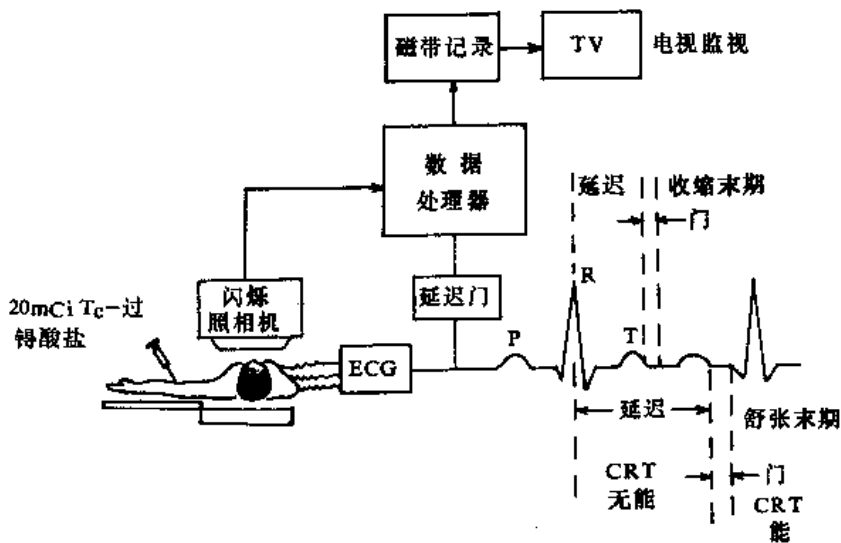 磁带记录
TV
电视监视
数据
处理器
延迟
收缩末期
门
闪烁
照相机
延迟门
20mCi Tc-过
锝酸盐
ECG
P
R
T
延迟
舒张末期
CRT
无能
门
CRT
能